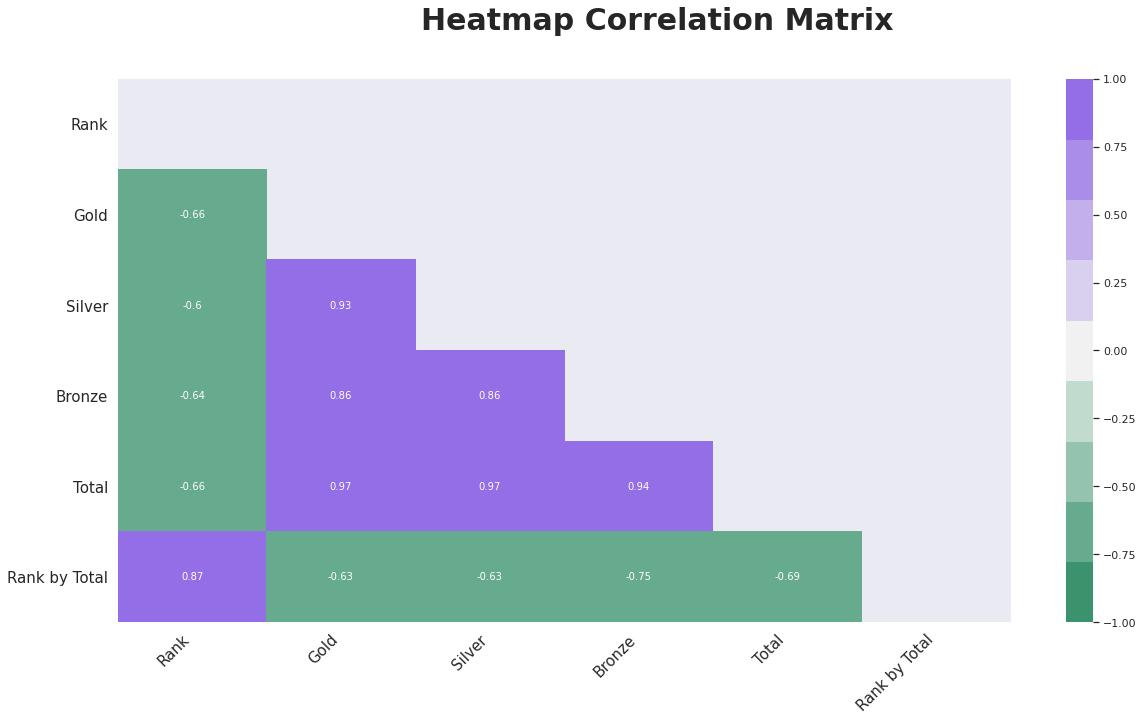 Heatmap Correlation Matrix
Rank
Gold
Silver
Bronze
Total
Rank by Total
-0.66
-0.6 0.93
-0.64 0.86 0.86
-0.66 0.97 0.97 0.94
0.87 -0.63 -0.63 -0.75 -0.69
Rank Gold Silver Bronze Total Rank by Total
1.00
0.75
0.50
0.25
0.00
−0.25
−0.50
−0.75
−1.00